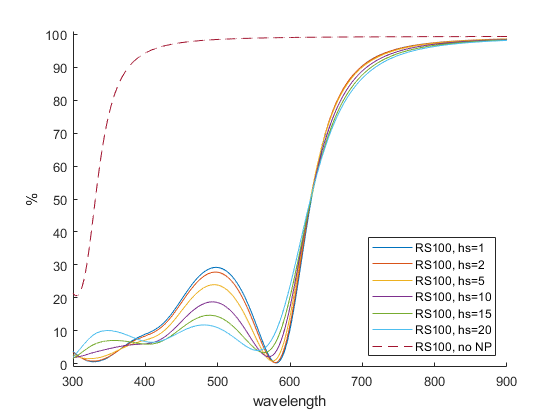 100
90
80
70
60
50
40
30
20
10
0
%
300 400 500 600 700 800 900
wavelength
RS100, hs=1
RS100, hs=2
RS100, hs=5
RS100, hs=10
RS100, hs=15
RS100, hs=20
RS100, no NP